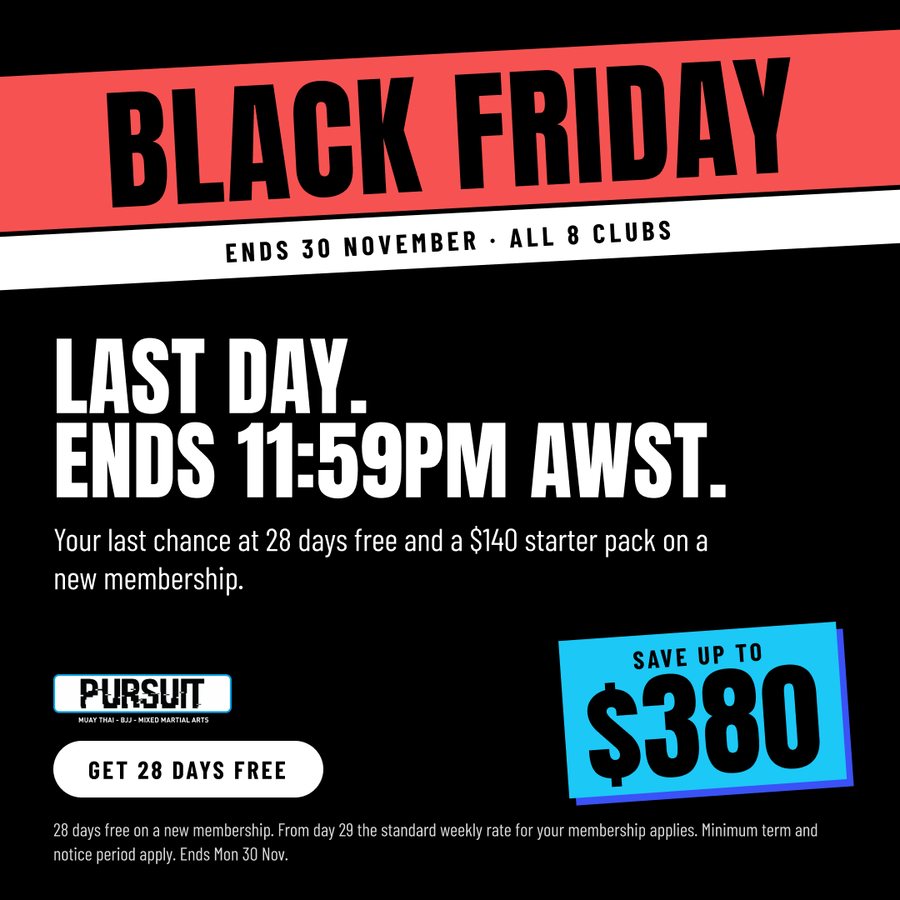 BLACK FRIDAY
ENDS 30 NOVEMBER · ALL 8 CLUBS
LAST DAY.
ENDS 11:59PM AWST.
Your last chance at 28 days free and a $140 starter pack on a
new membership.
SAVE UP TO
$380
PURSUIT
MUAY THAI - BJJ - MIXED MARTIAL ARTS
GET 28 DAYS FREE
28 days free on a new membership. From day 29 the standard weekly rate for your membership applies. Minimum term and
notice period apply. Ends Mon 30 Nov.